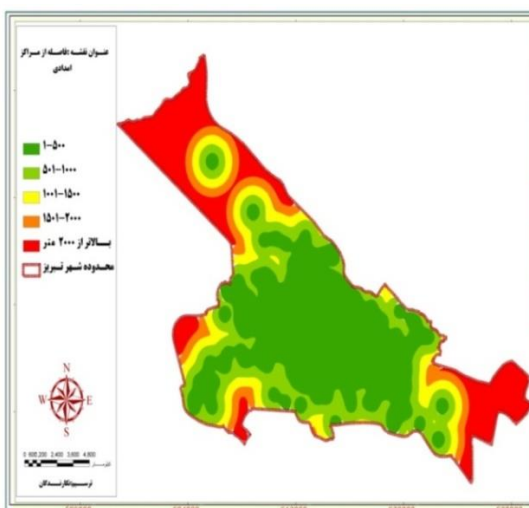 عنوان نقشه :فاصله از مراکز
امدادی
۱-۵۰۰
۵۰۱-۱۰۰۰
۱۰۰۱-۱۵۰۰
۱۵۰۱-۲۰۰۰
بالاتر از ۲۰۰۰ متر
محدوده شهر تبریز
N
W E
S
ترسیم:نگارندگان